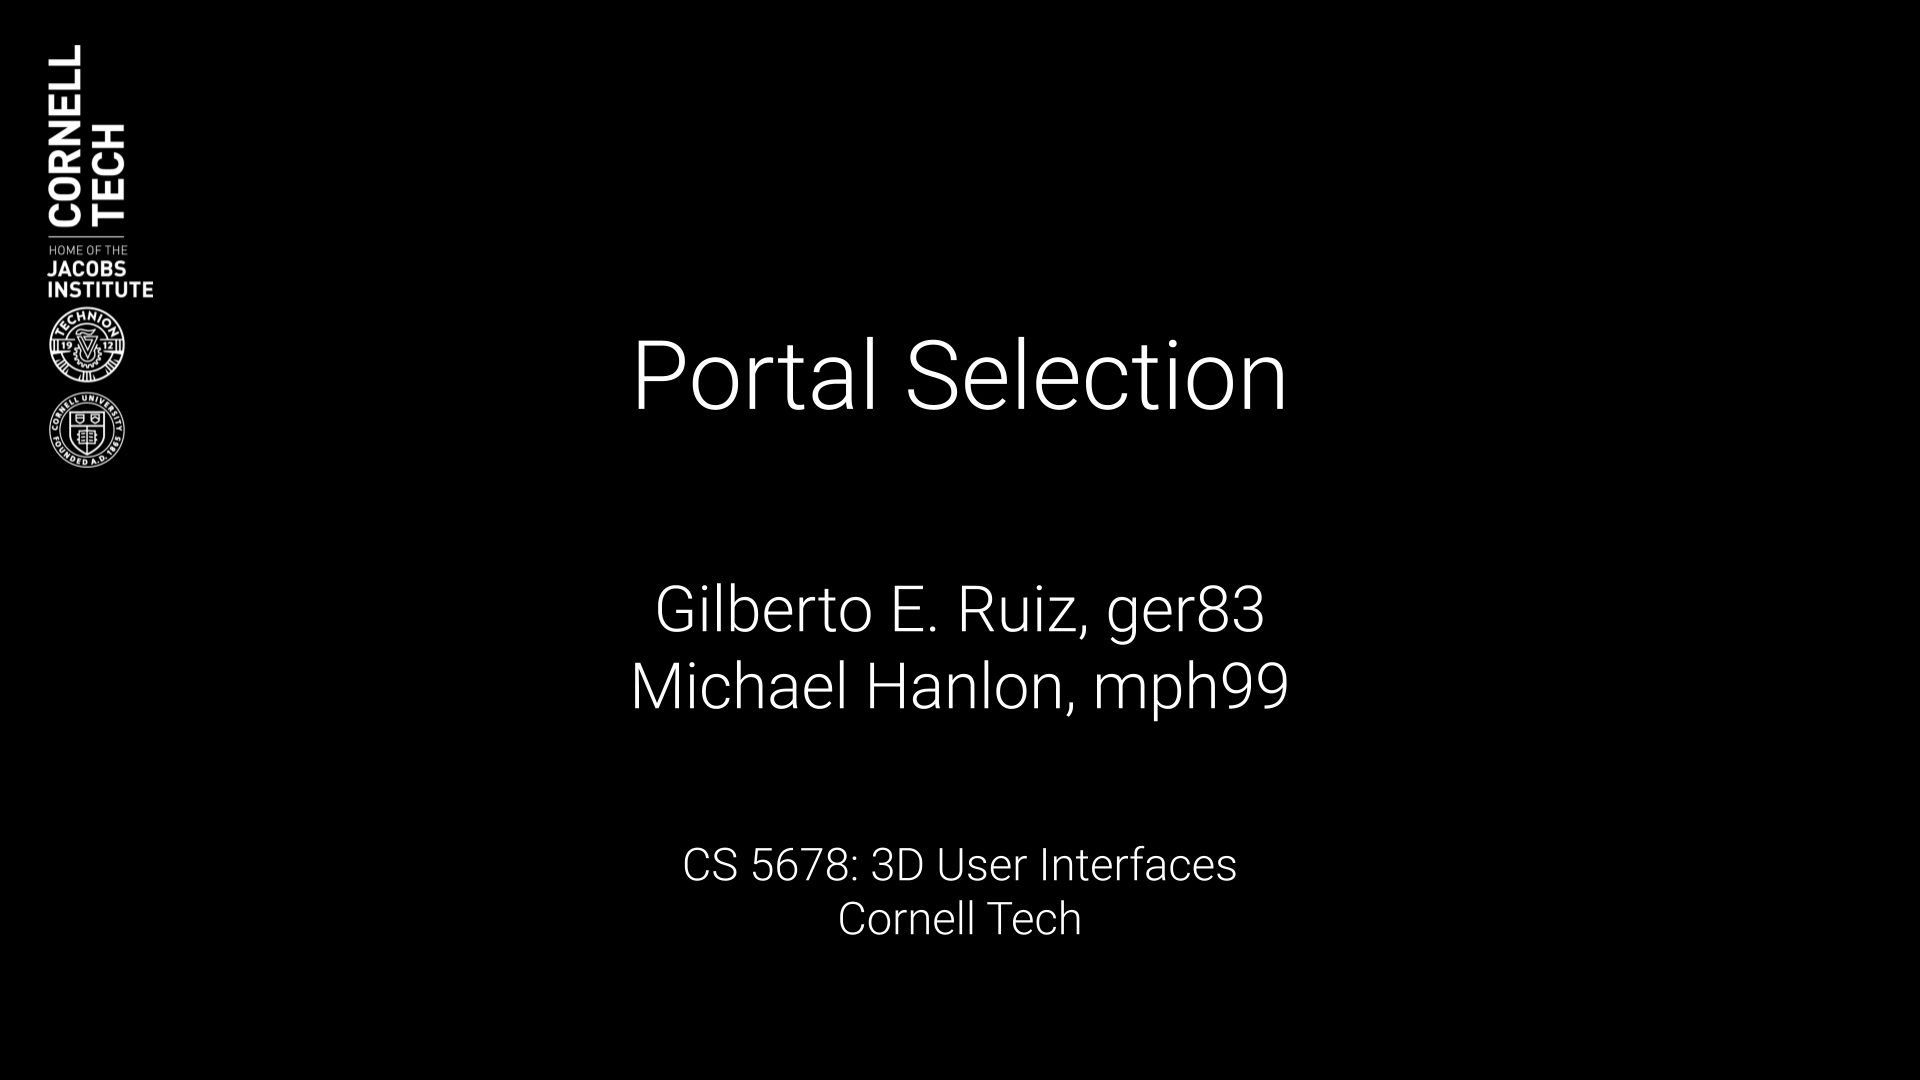 CORNELL
TECH
HOME OF THE
JACOBS
INSTITUTE
TECHNION
19 12
CORNELL UNIVERSITY
FOUNDED A.D. 1865
Portal Selection
Gilberto E. Ruiz, ger83
Michael Hanlon, mph99
CS 5678: 3D User Interfaces
Cornell Tech